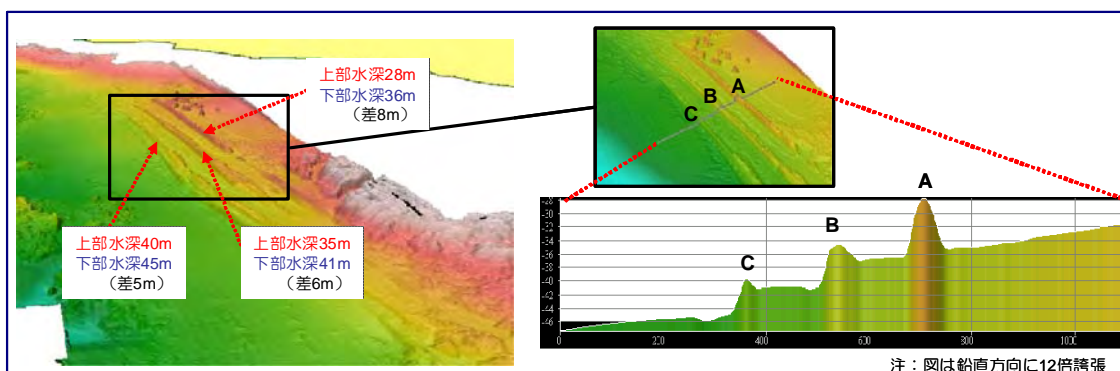 上部水深28m
下部水深36m
（差8m）
上部水深40m
下部水深45m
（差5m）
上部水深35m
下部水深41m
（差6m）
A
B
C
A
B
C
-28
-30
-32
-34
-36
-38
-40
-42
-44
-46
0
200
400
600
800
1000
注：図は鉛直方向に12倍誇張